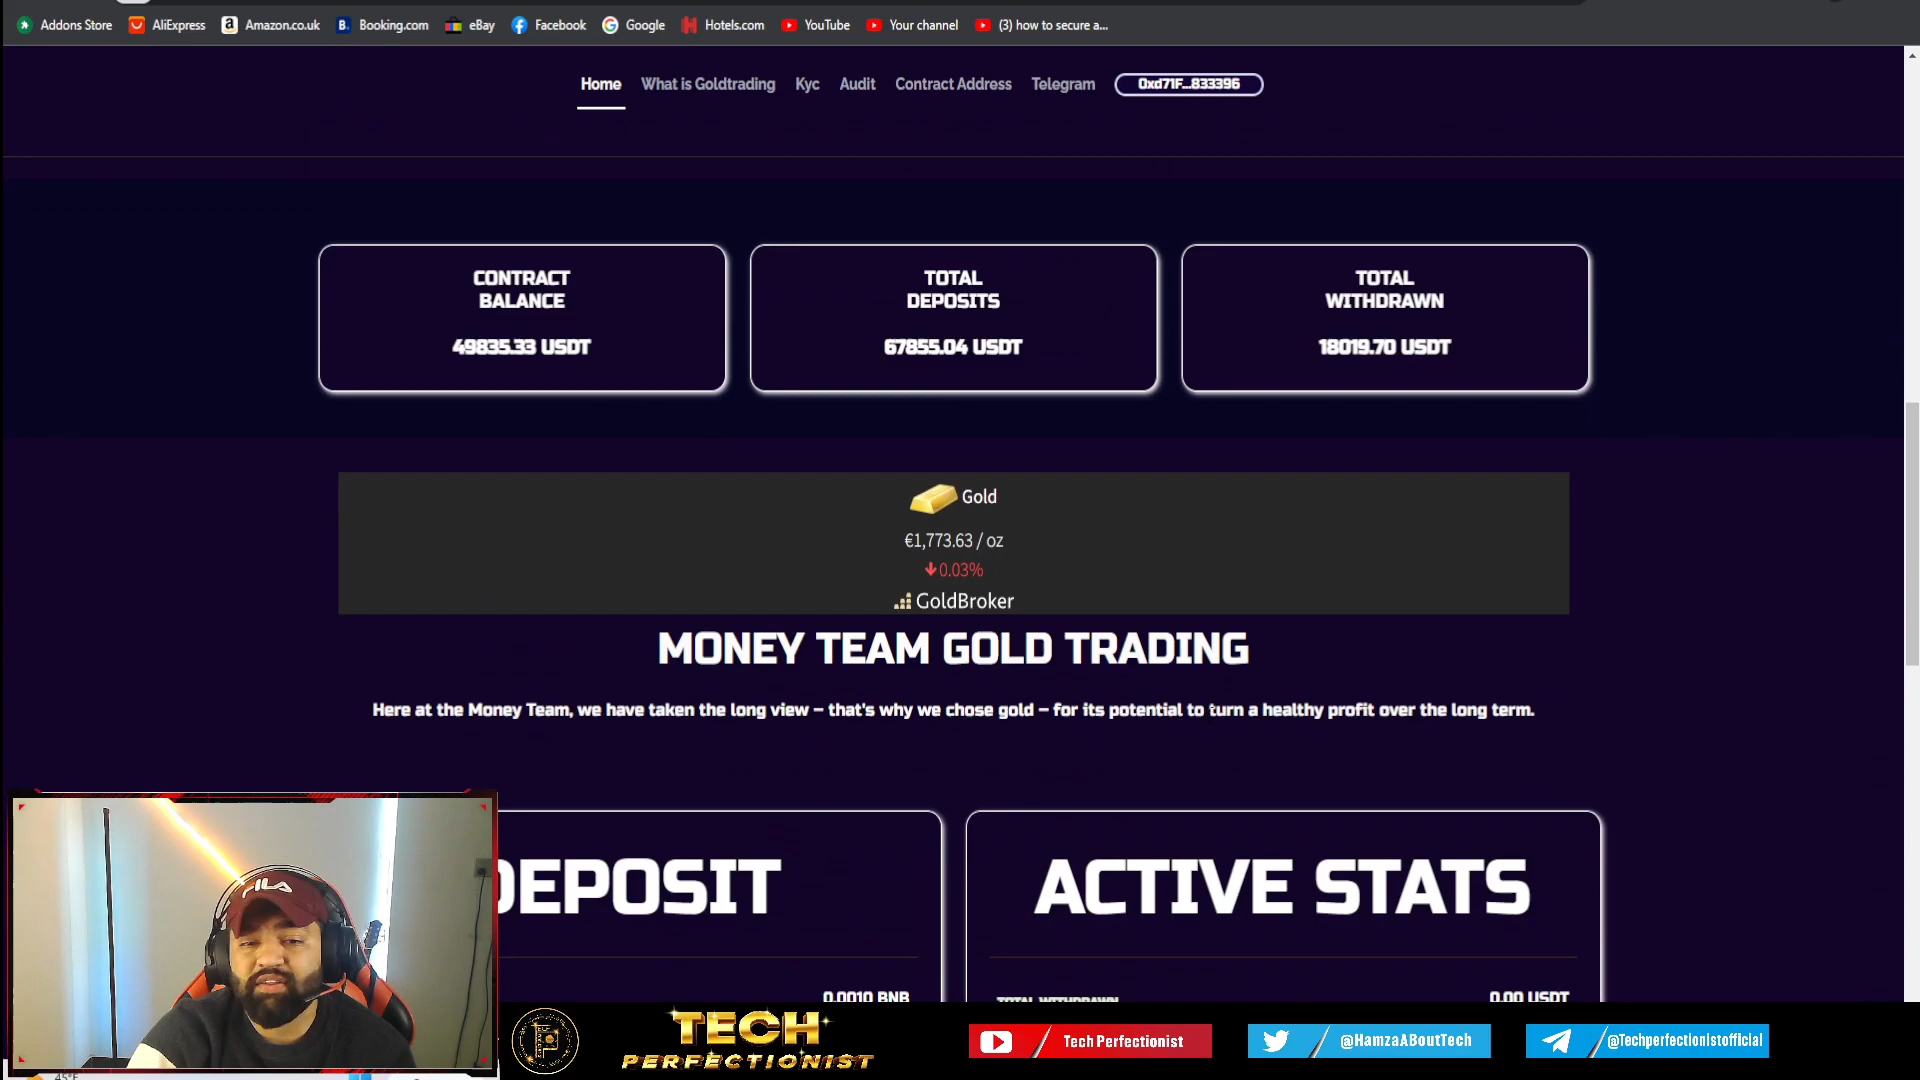 Addons Store AliExpress Amazon.co.uk Booking.com eBay Facebook Google Hotels.com YouTube Your channel (3) how to secure a...
Home What is Goldtrading Kyc Audit Contract Address Telegram 0xd71F...833396
CONTRACT
BALANCE
49835.33 USDT
TOTAL
DEPOSITS
67855.04 USDT
TOTAL
WITHDRAWN
18019.70 USDT
Gold
€1,773.63 / oz
0.03%
GoldBroker
MONEY TEAM GOLD TRADING
Here at the Money Team, we have taken the long view – that's why we chose gold – for its potential to turn a healthy profit over the long term.
DEPOSIT
0.0010 BNB
ACTIVE STATS
TOTAL WITHDRAWN 0.00 USDT
FILA
TECH
PERFECTIONIST
Tech Perfectionist
@HamzaABoutTech
@Techperfectionistofficial
45°F